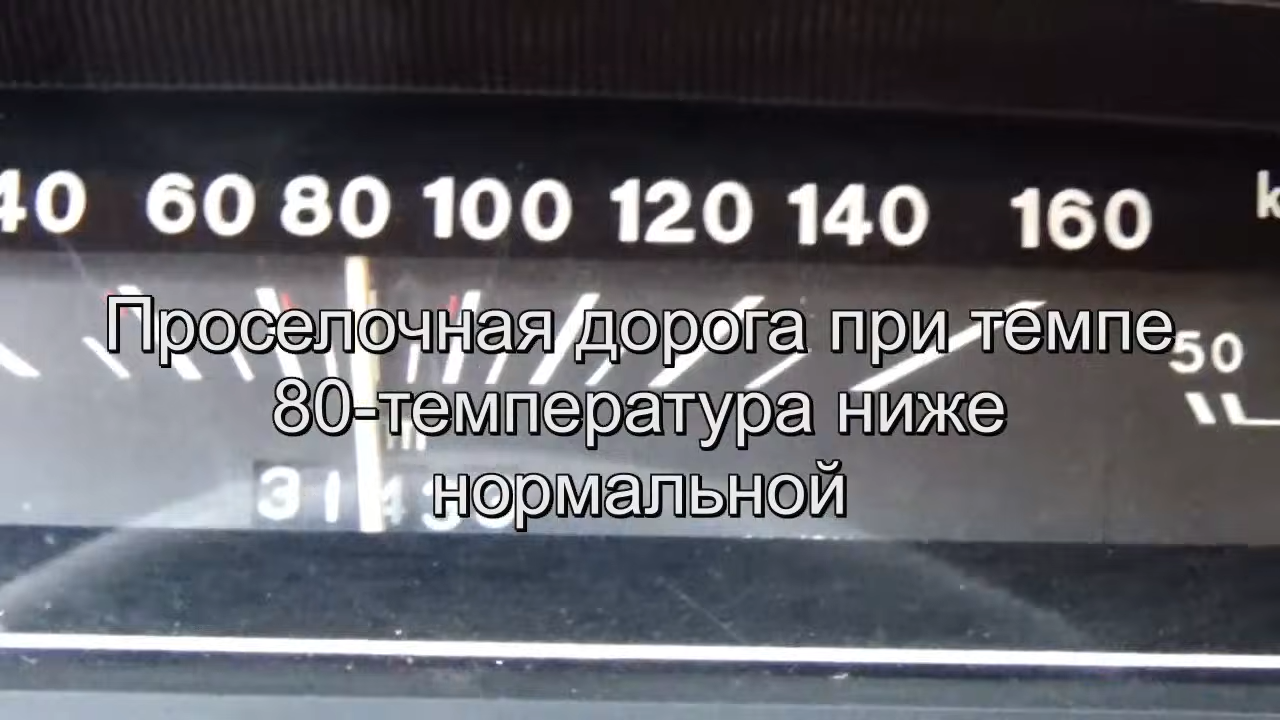 40 60 80 100 120 140 160
Проселочная дорога при темпе
50
80-температура ниже
нормальной